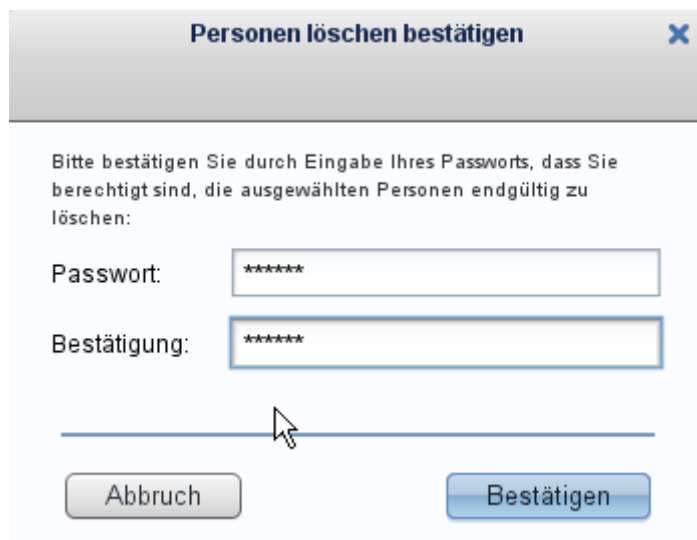 Personen löschen bestätigen
Bitte bestätigen Sie durch Eingabe Ihres Passworts, dass Sie
berechtigt sind, die ausgewählten Personen endgültig zu
löschen:
Passwort: ******
Bestätigung: ******
Abbruch Bestätigen